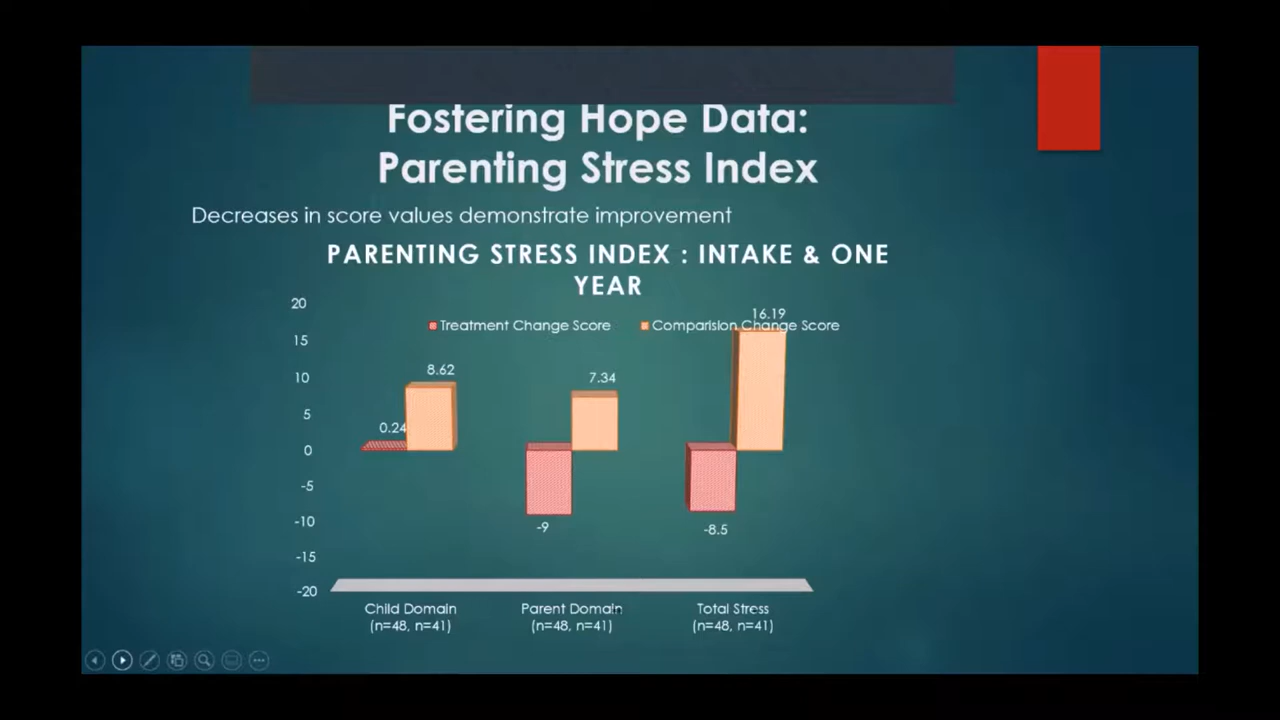 Fostering Hope Data:
Parenting Stress Index
Decreases in score values demonstrate improvement
PARENTING STRESS INDEX : INTAKE & ONE
YEAR
20
15
10
5
0
-5
-10
-15
-20
Treatment Change Score
Comparision Change Score
0.24
8.62
-9
7.34
-8.5
16.19
Child Domain
(n=48, n=41)
Parent Domain
(n=48, n=41)
Total Stress
(n=48, n=41)